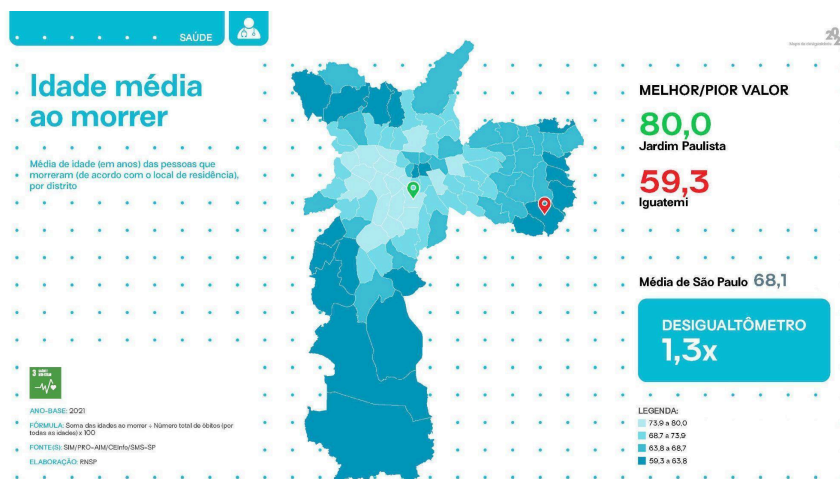 SAÚDE
Idade média
ao morrer
Média de idade (em anos) das pessoas que
morreram (de acordo com o local de residência),
por distrito
MELHOR/PIOR VALOR
80,0
Jardim Paulista
59,3
Iguatemi
Média de São Paulo 68,1
DESIGUALTÔMETRO
1,3x
3
ANO-BASE: 2021
FÓRMULA: Soma das idades ao morrer ÷ Número total de óbitos (por
todas as idades) x 100
FONTE(S): SIM/PRO-AIM/CEInfo/SMS-SP
ELABORAÇÃO: RNSP
LEGENDA:
73,9 a 80,0
68,7 a 73,9
63,8 a 68,7
59,3 a 63,8